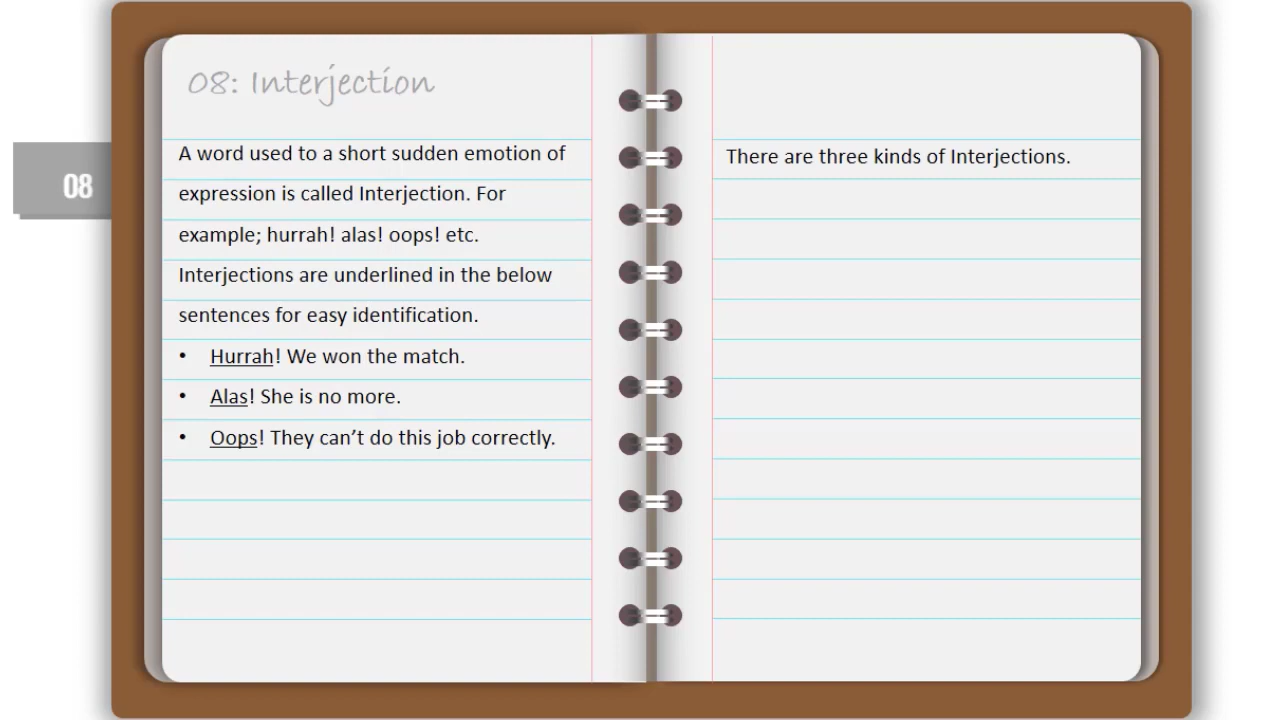 08: Interjection
08
A word used to a short sudden emotion of
expression is called Interjection. For
example; hurrah! alas! oops! etc.
Interjections are underlined in the below
sentences for easy identification.
• Hurrah! We won the match.
• Alas! She is no more.
• Oops! They can’t do this job correctly.
There are three kinds of Interjections.